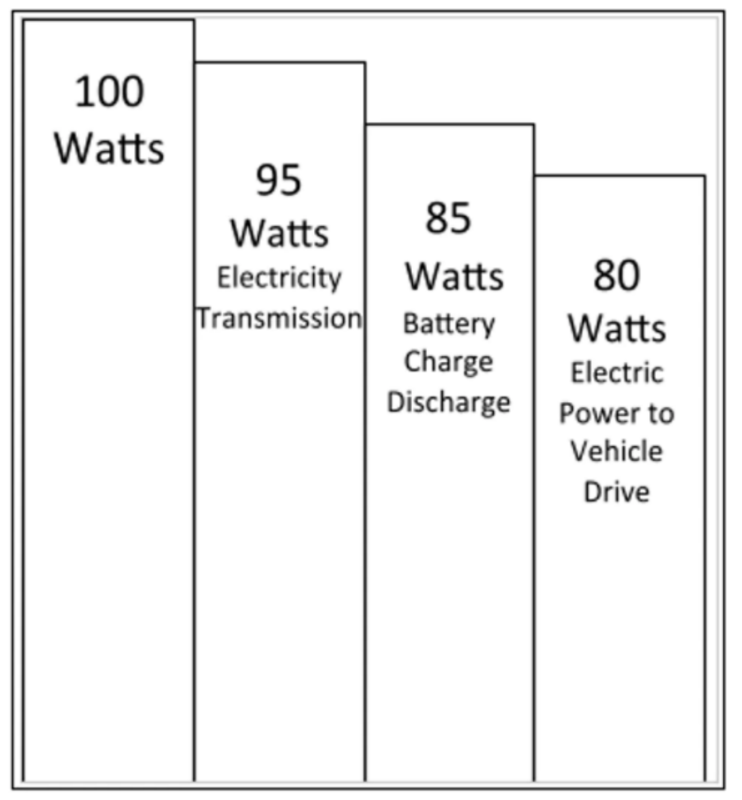 100
Watts
95
Watts
Electricity
Transmission
85
Watts
Battery
Charge
Discharge
80
Watts
Electric
Power to
Vehicle
Drive